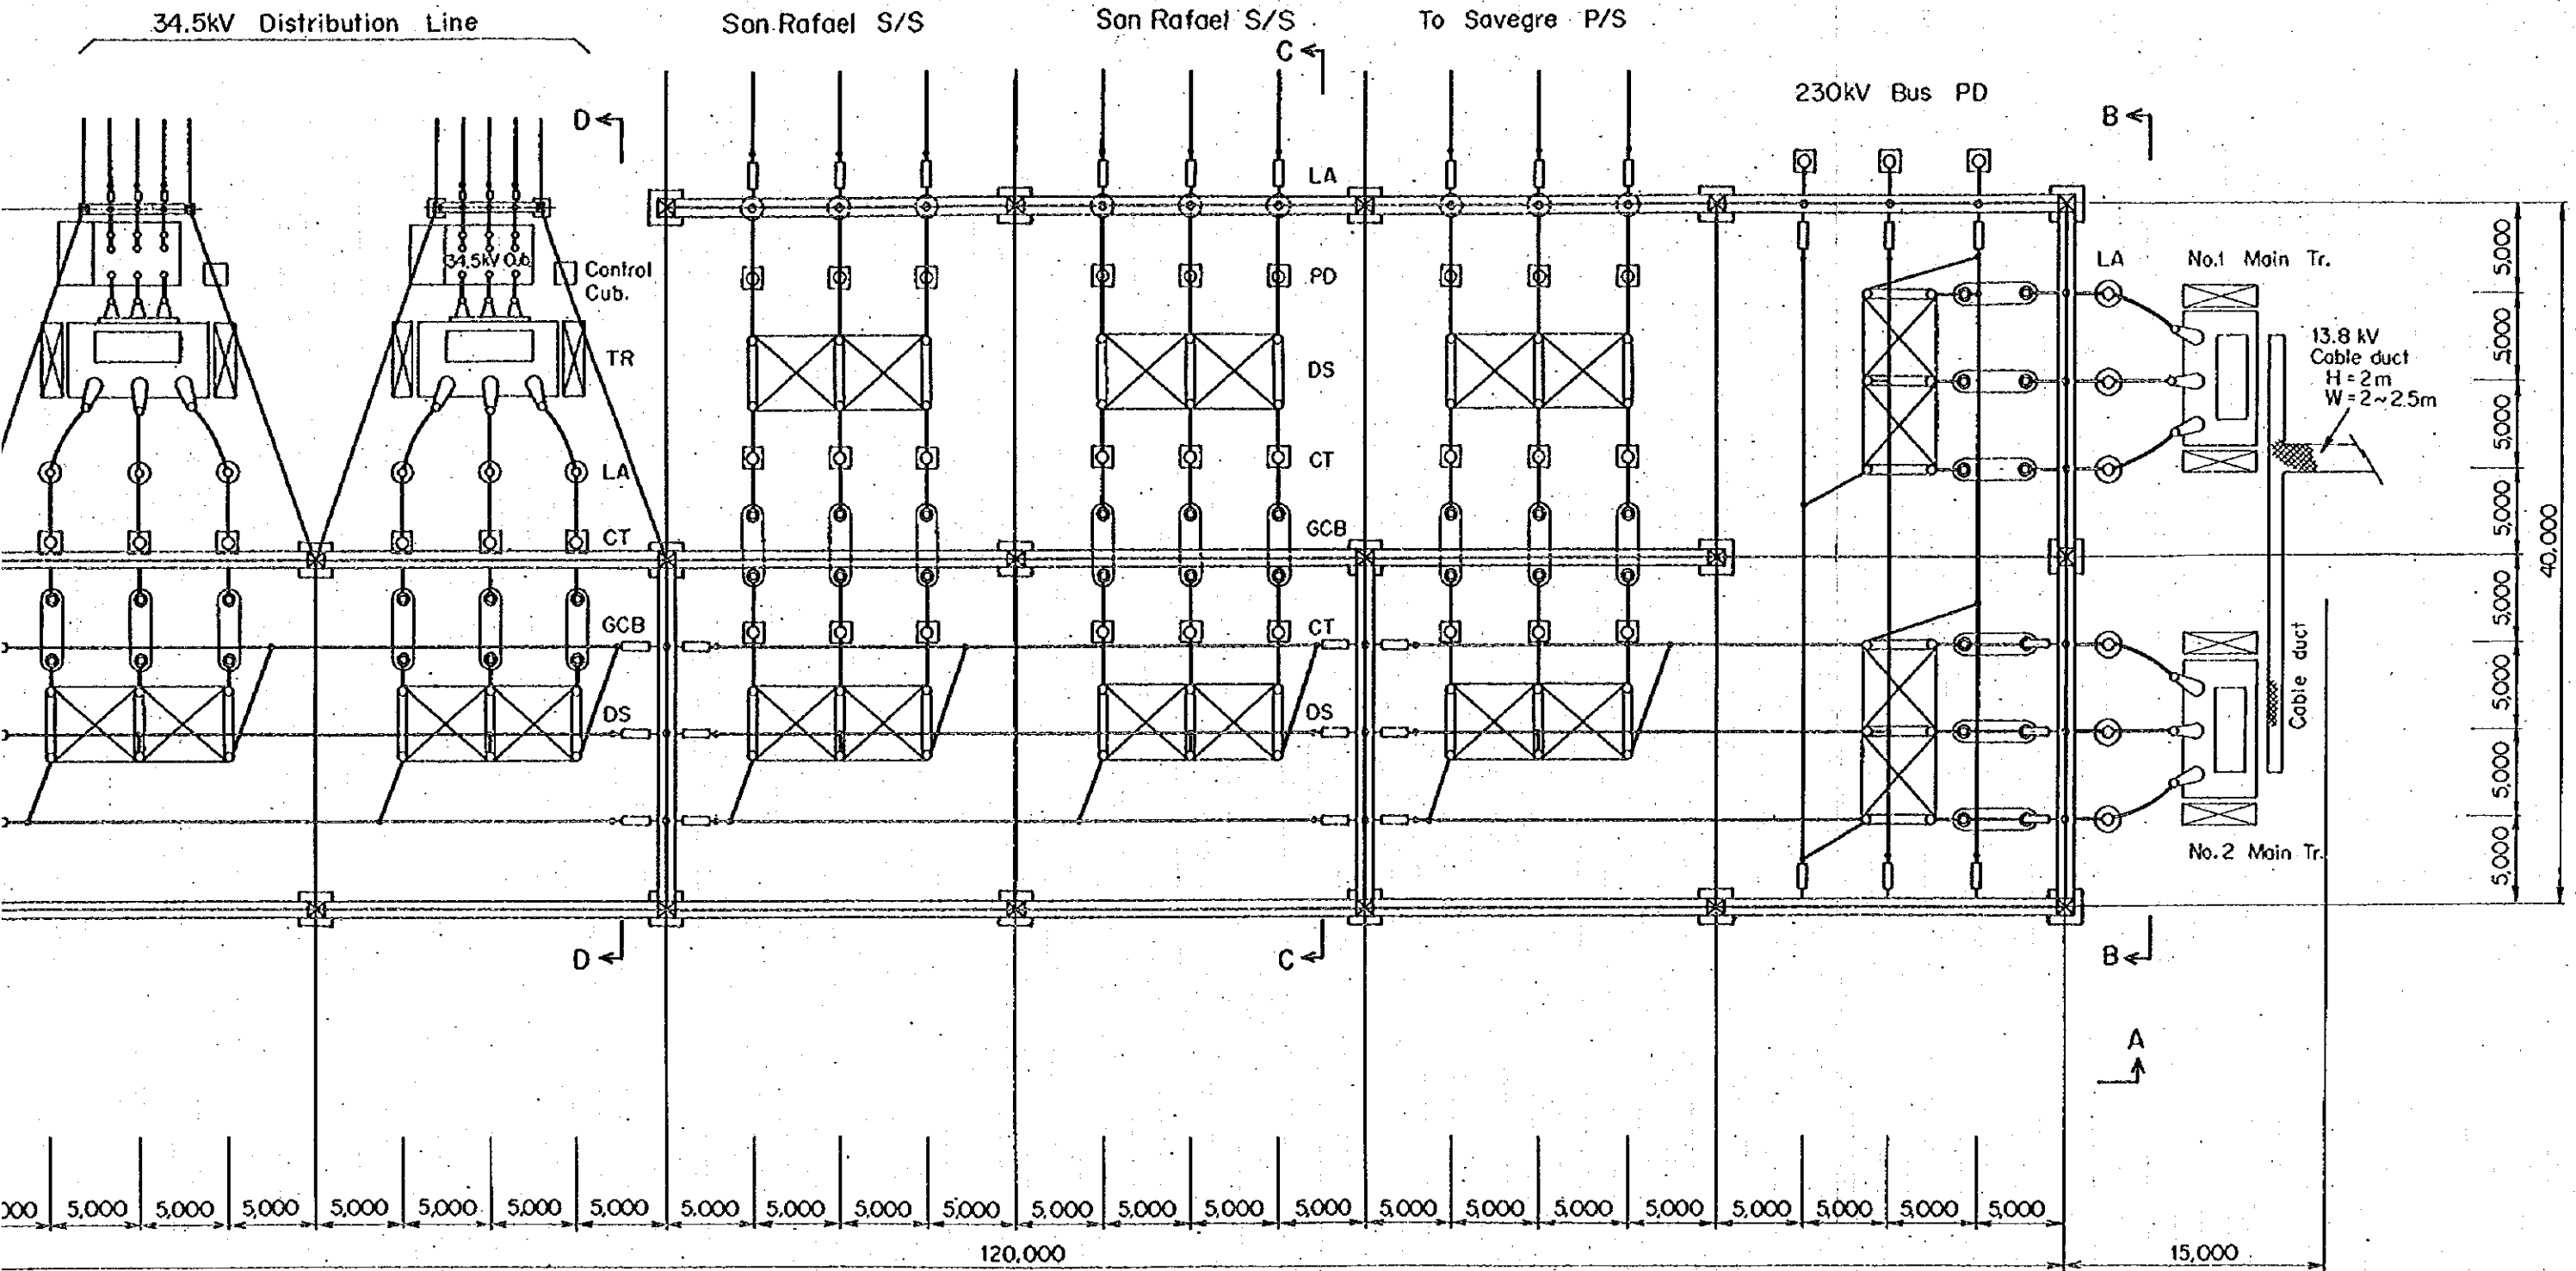 34.5kV Distribution Line
San Rafael S/S
San Rafael S/S
To Savegre P/S
C
230kV Bus PD
D
B
LA
34.5kV
Control
Cub.
PD
LA
No.1 Main Tr.
TR
DS
13.8 kV
Cable duct
H = 2m
W = 2~2.5m
LA
CT
CT
GCB
GCB
CT
DS
DS
Cable duct
No.2 Main Tr.
D
C
B
A
5,000
5,000
5,000
5,000
5,000
5,000
5,000
5,000
40,000
000 5,000 5,000 5,000 5,000 5,000 5,000 5,000 5,000 5,000 5,000 5,000 5,000 5,000 5,000 5,000 5,000 5,000 5,000 5,000 5,000 5,000 5,000 5,000
120,000
15,000